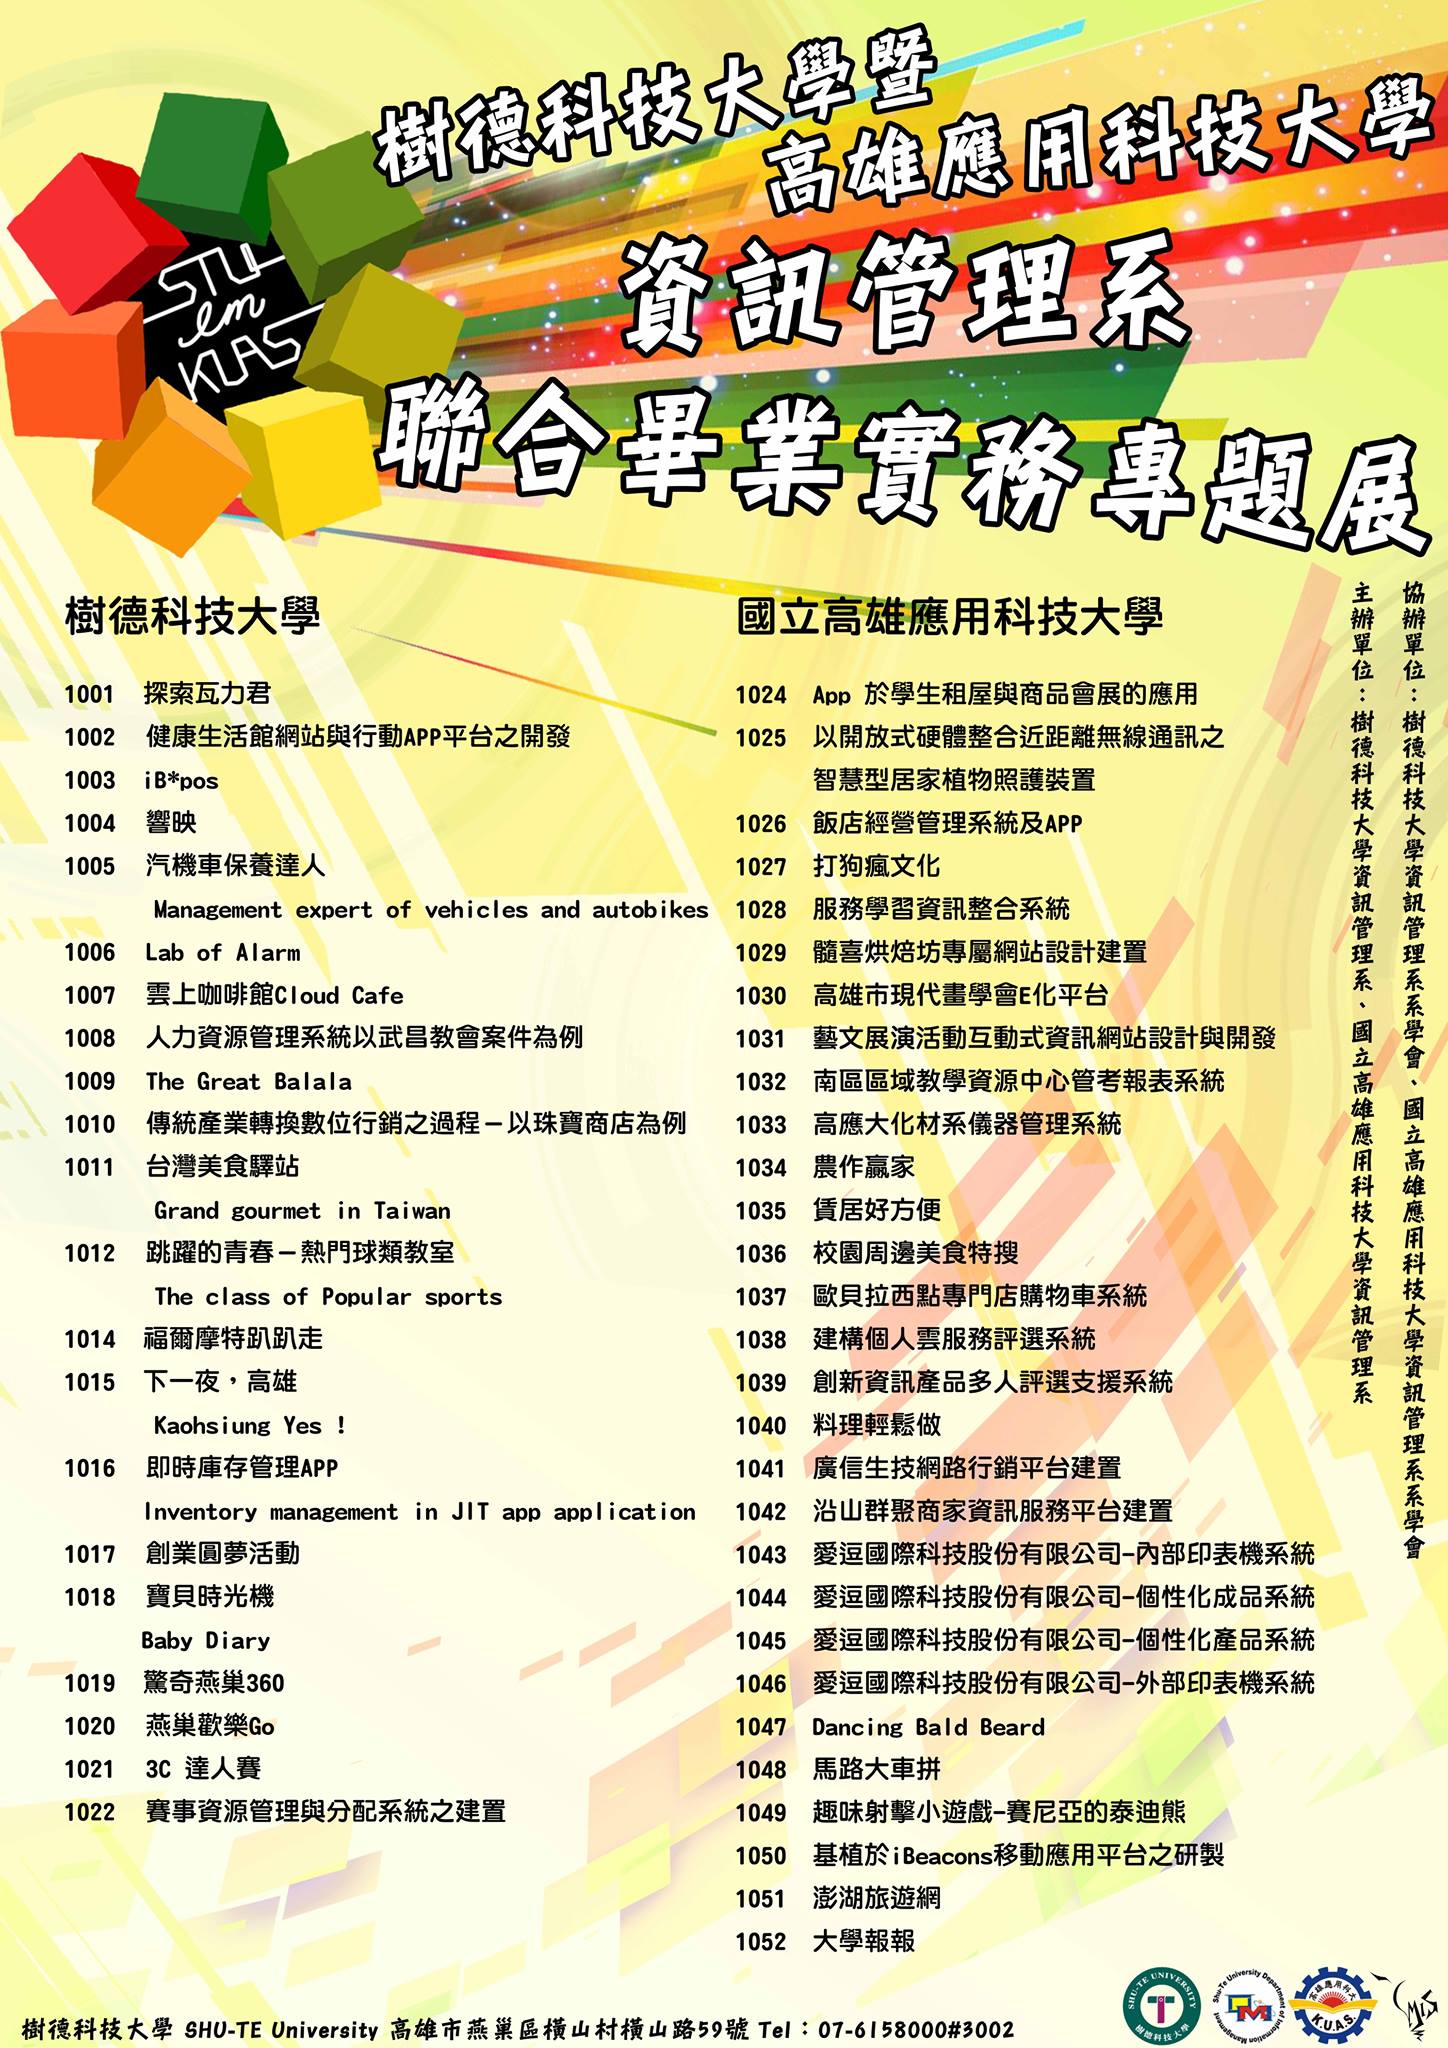 樹德科技大學暨
高雄應用科技大學
資訊管理系
聯合畢業實務專題展
STU
em
KUAS
樹德科技大學
1001 探索瓦力君
1002 健康生活館網站與行動APP平台之開發
1003 iB*pos
1004 響映
1005 汽機車保養達人
Management expert of vehicles and autobikes
1006 Lab of Alarm
1007 雲上咖啡館Cloud Cafe
1008 人力資源管理系統以武昌教會案件為例
1009 The Great Balala
1010 傳統產業轉換數位行銷之過程－以珠寶商店為例
1011 台灣美食驛站
Grand gourmet in Taiwan
1012 跳躍的青春－熱門球類教室
The class of Popular sports
1014 福爾摩特趴趴走
1015 下一夜，高雄
Kaohsiung Yes !
1016 即時庫存管理APP
Inventory management in JIT app application
1017 創業圓夢活動
1018 寶貝時光機
Baby Diary
1019 驚奇燕巢360
1020 燕巢歡樂Go
1021 3C 達人賽
1022 賽事資源管理與分配系統之建置
國立高雄應用科技大學
1024 App 於學生租屋與商品會展的應用
1025 以開放式硬體整合近距離無線通訊之
智慧型居家植物照護裝置
1026 飯店經營管理系統及APP
1027 打狗瘋文化
1028 服務學習資訊整合系統
1029 髓喜烘焙坊專屬網站設計建置
1030 高雄市現代畫學會E化平台
1031 藝文展演活動互動式資訊網站設計與開發
1032 南區區域教學資源中心管考報表系統
1033 高應大化材系儀器管理系統
1034 農作贏家
1035 賃居好方便
1036 校園周邊美食特搜
1037 歐貝拉西點專門店購物車系統
1038 建構個人雲服務評選系統
1039 創新資訊產品多人評選支援系統
1040 料理輕鬆做
1041 廣信生技網路行銷平台建置
1042 沿山群聚商家資訊服務平台建置
1043 愛逗國際科技股份有限公司-內部印表機系統
1044 愛逗國際科技股份有限公司-個性化成品系統
1045 愛逗國際科技股份有限公司-個性化產品系統
1046 愛逗國際科技股份有限公司-外部印表機系統
1047 Dancing Bald Beard
1048 馬路大車拼
1049 趣味射擊小遊戲-賽尼亞的泰迪熊
1050 基植於iBeacons移動應用平台之研製
1051 澎湖旅遊網
1052 大學報報
協辦單位：樹德科技大學資訊管理系系學會、國立高雄應用科技大學資訊管理系系學會
主辦單位：樹德科技大學資訊管理系、國立高雄應用科技大學資訊管理系
樹德科技大學 SHU-TE University 高雄市燕巢區橫山村橫山路59號 Tel：07-6158000#3002
SHU-TE UNIVERSITY
樹德科技大學
Shu-Te University Department of Information Management
高雄應用科大
K.U.A.S.
MIS